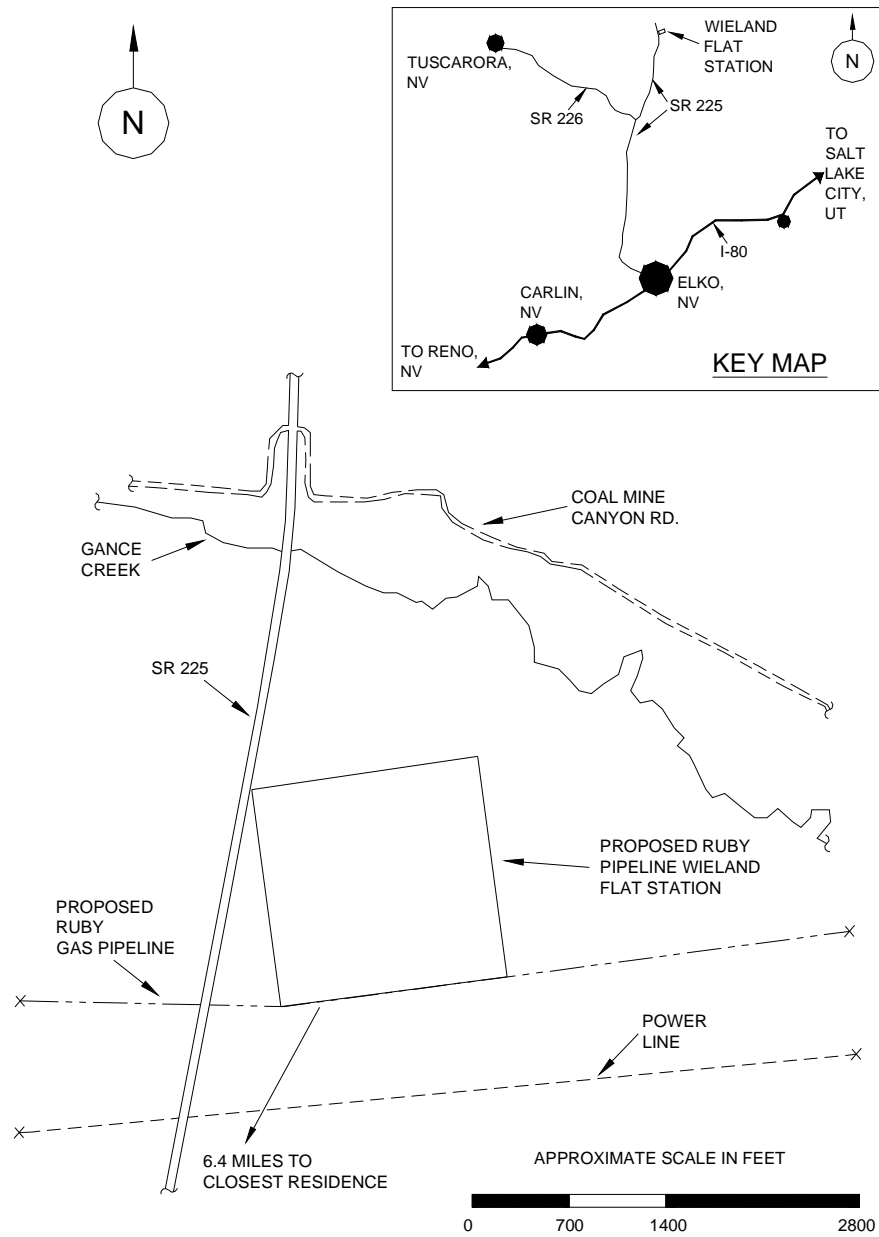 N
WIELAND
FLAT
STATION
N
TUSCARORA,
NV
SR 226
SR 225
TO
SALT
LAKE
CITY,
UT
I-80
ELKO,
NV
CARLIN,
NV
TO RENO,
NV
KEY MAP
COAL MINE
CANYON RD.
GANCE
CREEK
SR 225
PROPOSED RUBY
PIPELINE WIELAND
FLAT STATION
PROPOSED
RUBY
GAS PIPELINE
POWER
LINE
6.4 MILES TO
CLOSEST RESIDENCE
APPROXIMATE SCALE IN FEET
0 700 1400 2800